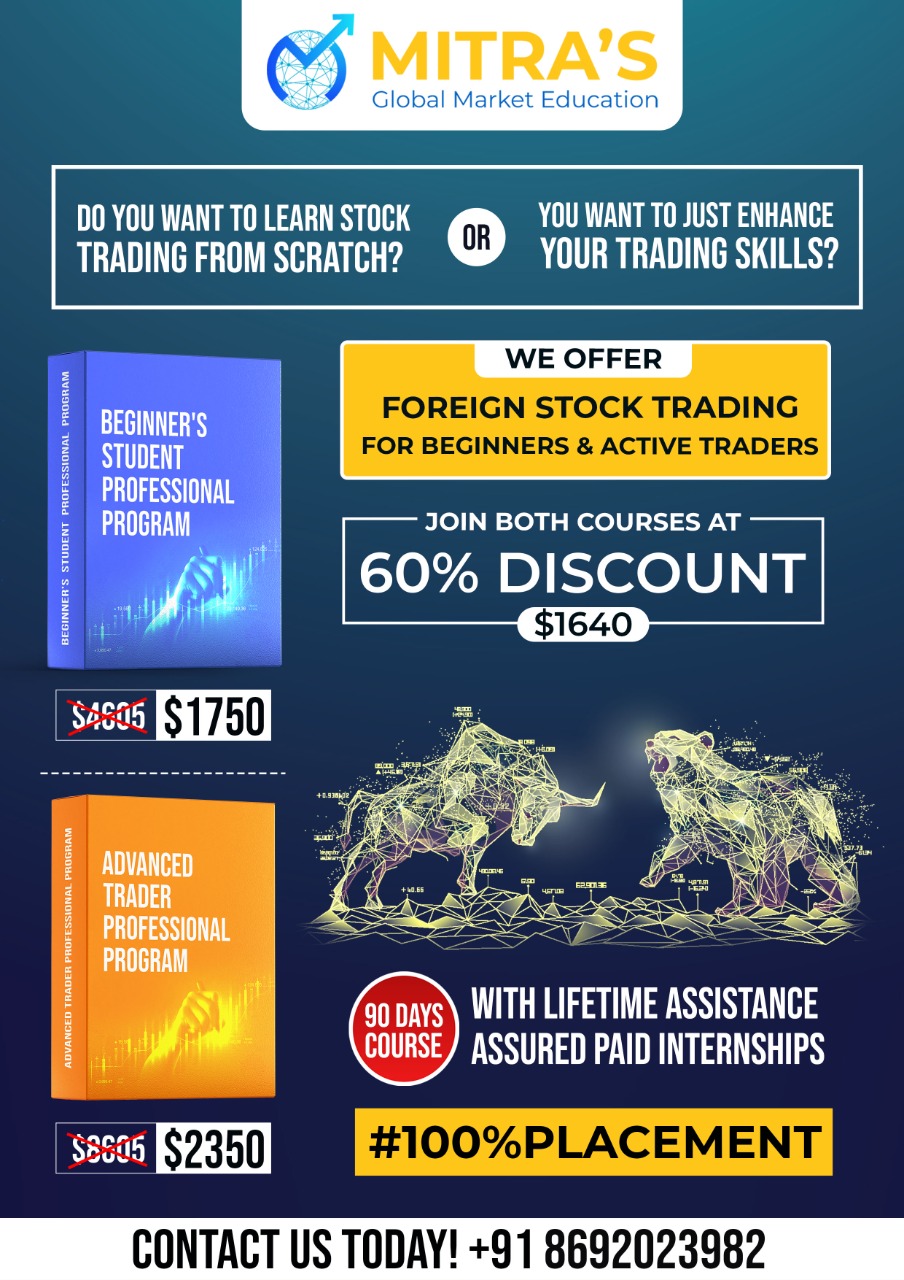 MITRA'S
Global Market Education
DO YOU WANT TO LEARN STOCK
TRADING FROM SCRATCH?
OR
YOU WANT TO JUST ENHANCE
YOUR TRADING SKILLS?
BEGINNER'S STUDENT PROFESSIONAL PROGRAM
BEGINNER'S
STUDENT
PROFESSIONAL
PROGRAM
$4605 $1750
WE OFFER
FOREIGN STOCK TRADING
FOR BEGINNERS & ACTIVE TRADERS
JOIN BOTH COURSES AT
60% DISCOUNT
$1640
ADVANCED TRADER PROFESSIONAL PROGRAM
ADVANCED
TRADER
PROFESSIONAL
PROGRAM
$8605 $2350
90 DAYS
COURSE
WITH LIFETIME ASSISTANCE
ASSURED PAID INTERNSHIPS
#100%PLACEMENT
CONTACT US TODAY! +91 8692023982